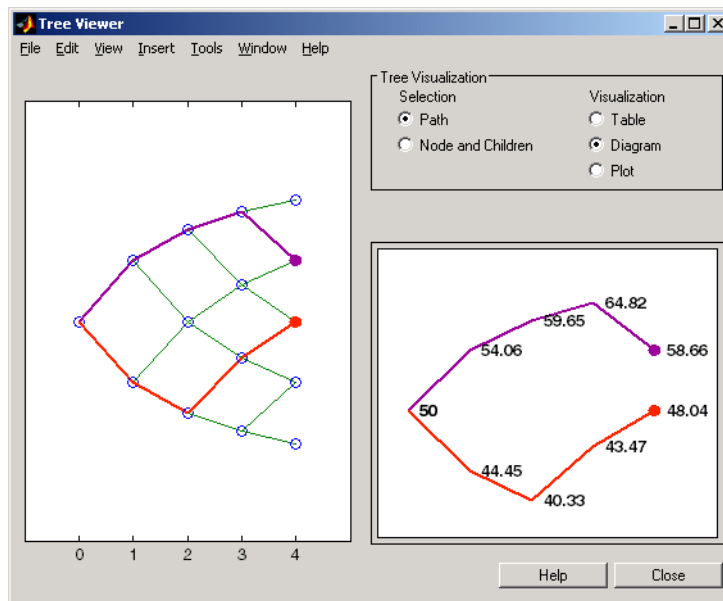 Tree Viewer
File Edit View Insert Tools Window Help
Tree Visualization
Selection
Path
Node and Children
Visualization
Table
Diagram
Plot
0 1 2 3 4
64.82
59.65
54.06
58.66
50
48.04
43.47
44.45
40.33
Help
Close